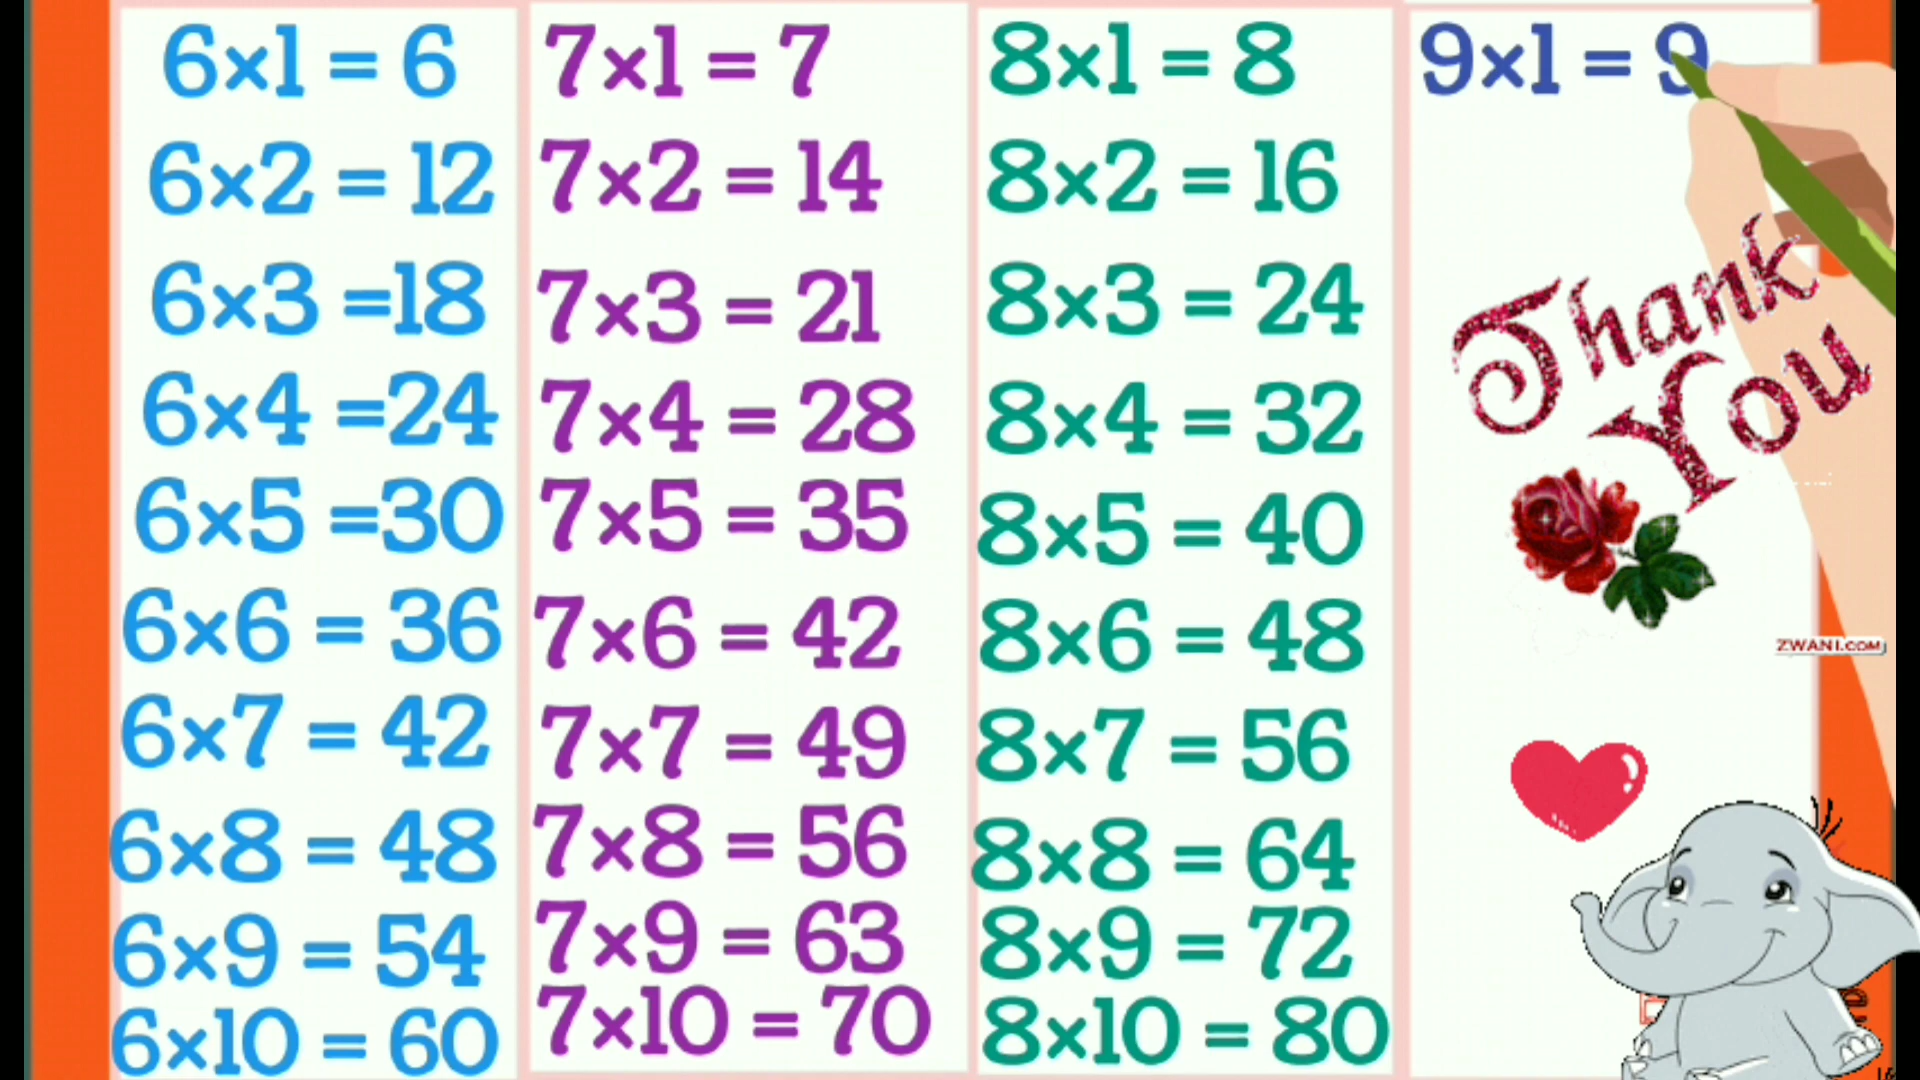 6×1 = 6
6×2 = 12
6×3 =18
6×4 =24
6×5 =30
6×6 = 36
6×7 = 42
6×8 = 48
6×9 = 54
6×10 = 60
7×1 = 7
7×2 = 14
7×3 = 21
7×4 = 28
7×5 = 35
7×6 = 42
7×7 = 49
7×8 = 56
7×9 = 63
7×10 = 70
8×1 = 8
8×2 = 16
8×3 = 24
8×4 = 32
8×5 = 40
8×6 = 48
8×7 = 56
8×8 = 64
8×9 = 72
8×10 = 80
9×1 = 9
Thank
You
ZWANI.COM